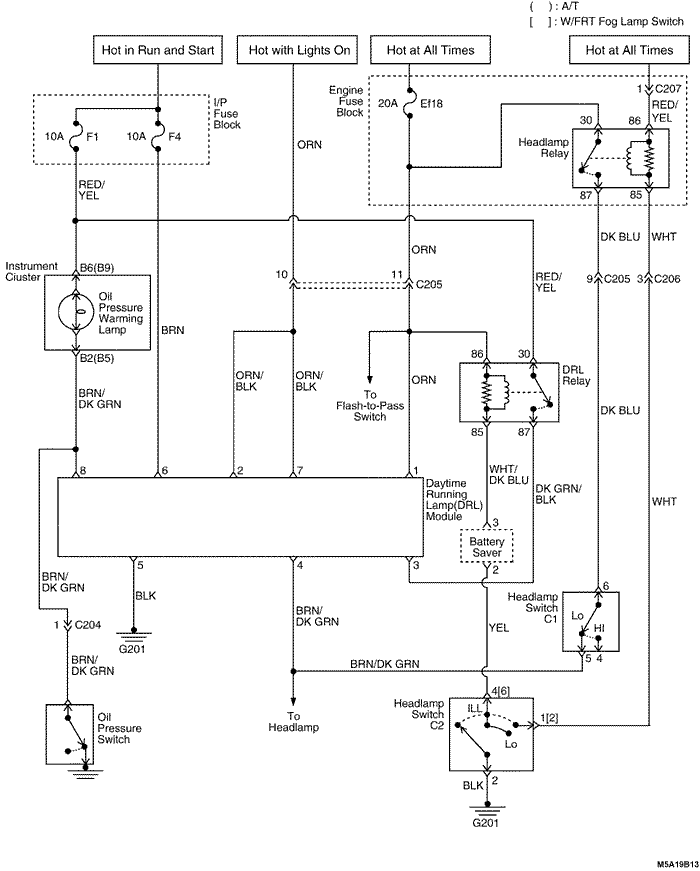 ( ) : A/T
[ ] : W/FRT Fog Lamp Switch
Hot in Run and Start
Hot with Lights On
Hot at All Times
Hot at All Times
I/P
Fuse
Block
10A F1
10A F4
Engine
Fuse
Block
20A Ef18
1 C207
RED/
YEL
30 86
Headlamp
Relay
87 85
ORN
RED/
YEL
DK BLU WHT
ORN
Instrument
Ciuster
B6(B9)
Oil
Pressure
Warming
Lamp
B2(B5)
BRN
10 11 C205
RED/
YEL
9 C205 3 C206
BRN/
DK GRN
ORN/
BLK
ORN/
BLK
To
Flash-to-Pass
Switch
ORN
86 30
DRL
Relay
85 87
DK BLU
WHT/
DK BLU
DK GRN/
BLK
WHT
8 6 2 7 1
Daytime
Running
Lamp(DRL)
Module
5 4 3
3
Battery
Saver
2
BRN/
DK GRN
BLK
G201
BRN/
DK GRN
YEL
Headlamp
Switch
C1
6
Lo
HI
5 4
1 C204
BRN/
DK GRN
BRN/DK GRN
To
Headlamp
Oil
Pressure
Switch
Headlamp
Switch
C2
4[6]
ILL
1[2]
Lo
2
BLK
G201
M5A19B13